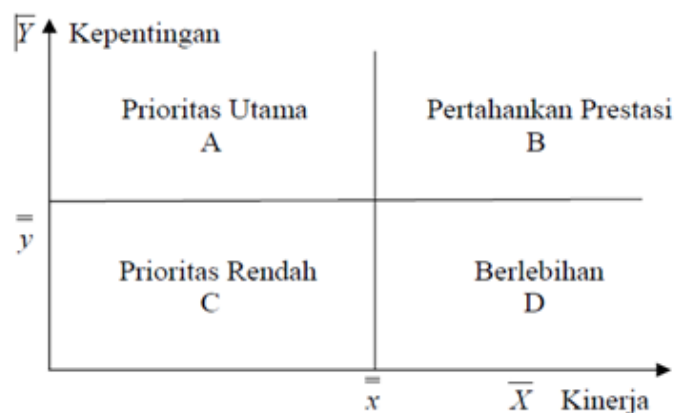 Y̅ Kepentingan
Prioritas Utama
A
Pertahankan Prestasi
B
y̿
Prioritas Rendah
C
Berlebihan
D
x̿
X̅ Kinerja